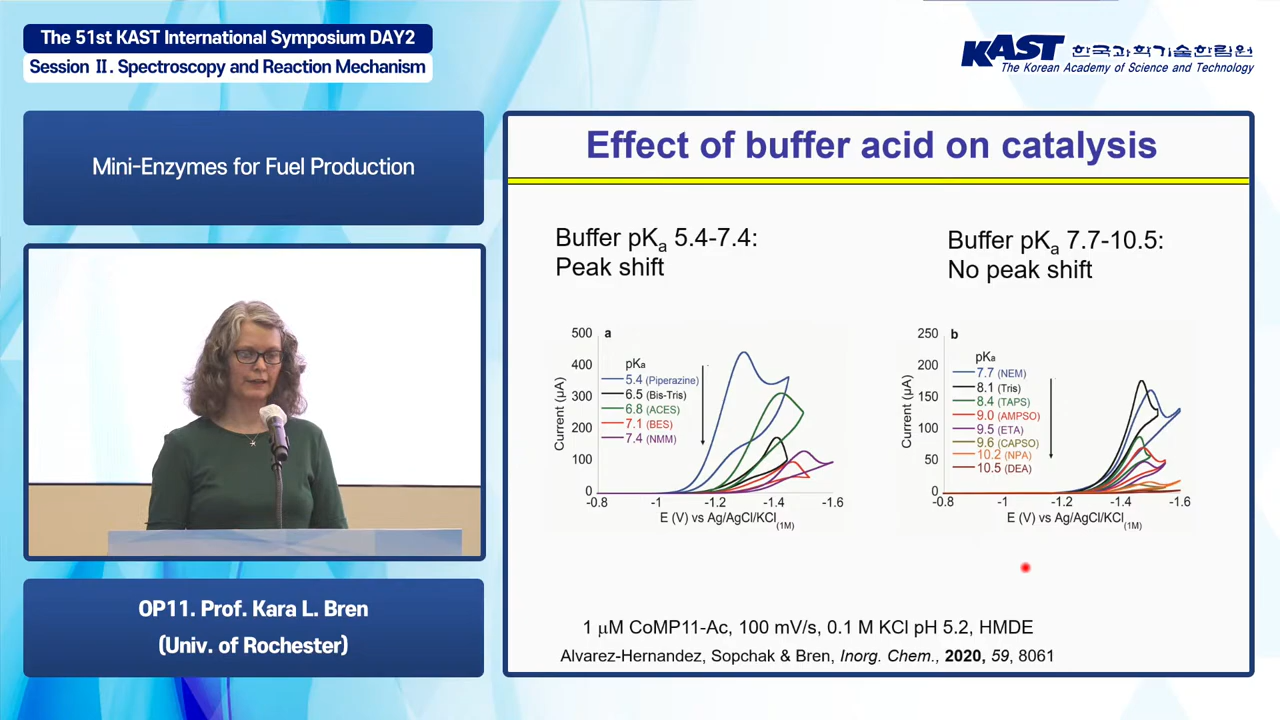 The 51st KAST International Symposium DAY2
Session Ⅱ. Spectroscopy and Reaction Mechanism
KAST 한국과학기술한림원
The Korean Academy of Science and Technology
Mini-Enzymes for Fuel Production
OP11. Prof. Kara L. Bren
(Univ. of Rochester)
Effect of buffer acid on catalysis
Buffer pKa 5.4-7.4:
Peak shift
Buffer pKa 7.7-10.5:
No peak shift
a
500
400
300
200
100
0
Current (μA)
pKa
5.4 (Piperazine)
6.5 (Bis-Tris)
6.8 (ACES)
7.1 (BES)
7.4 (NMM)
-0.8
-1
-1.2
-1.4
-1.6
E (V) vs Ag/AgCl/KCl(1M)
b
250
200
150
100
50
0
Current (μA)
pKa
7.7 (NEM)
8.1 (Tris)
8.4 (TAPS)
9.0 (AMPSO)
9.5 (ETA)
9.6 (CAPSO)
10.2 (NPA)
10.5 (DEA)
-0.8
-1
-1.2
-1.4
-1.6
E (V) vs Ag/AgCl/KCl(1M)
1 μM CoMP11-Ac, 100 mV/s, 0.1 M KCl pH 5.2, HMDE
Alvarez-Hernandez, Sopchak & Bren, Inorg. Chem., 2020, 59, 8061